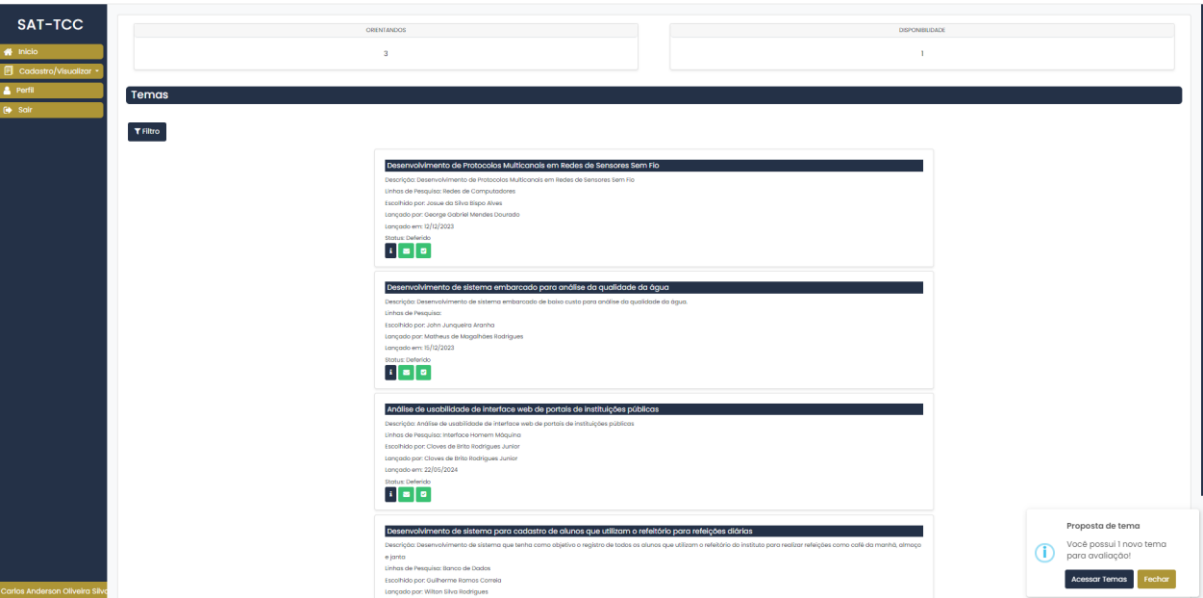 SAT-TCC
Início
Cadastro/Visualizar
Perfil
Sair
ORIENTANDOS
3
DISPONIBILIDADE
1
Temas
Filtro
Desenvolvimento de Protocolos Multicanais em Redes de Sensores Sem Fio
Descrição: Desenvolvimento de Protocolos Multicanais em Redes de Sensores Sem Fio
Linhas de Pesquisa: Redes de Computadores
Escolhido por: Josue da Silva Bispo Alves
Lançado por: George Gabriel Mendes Dourado
Lançado em: 12/12/2023
Status: Deferido
Desenvolvimento de sistema embarcado para análise da qualidade da água
Descrição: Desenvolvimento de sistema embarcado de baixo custo para análise da qualidade da água.
Linhas de Pesquisa:
Escolhido por: John Junqueira Aranha
Lançado por: Matheus de Magalhães Rodrigues
Lançado em: 15/12/2023
Status: Deferido
Análise de usabilidade de interface web de portais de instituições públicas
Descrição: Análise de usabilidade de interface web de portais de instituições públicas
Linhas de Pesquisa: Interface Homem Máquina
Escolhido por: Cloves de Brito Rodrigues Junior
Lançado por: Cloves de Brito Rodrigues Junior
Lançado em: 22/05/2024
Status: Deferido
Desenvolvimento de sistema para cadastro de alunos que utilizam o refeitório para refeições diárias
Descrição: Desenvolvimento de sistema que tenha como objetivo o registro de todos os alunos que utilizam o refeitório do instituto para realizar refeições como café da manhã, almoço
e janta
Linhas de Pesquisa: Banco de Dados
Escolhido por: Guilherme Ramos Correia
Lançado por: Wilton Silva Rodrigues
Proposta de tema
Você possui 1 novo tema
para avaliação!
Acessar Temas
Fechar
Carlos Anderson Oliveira Silva